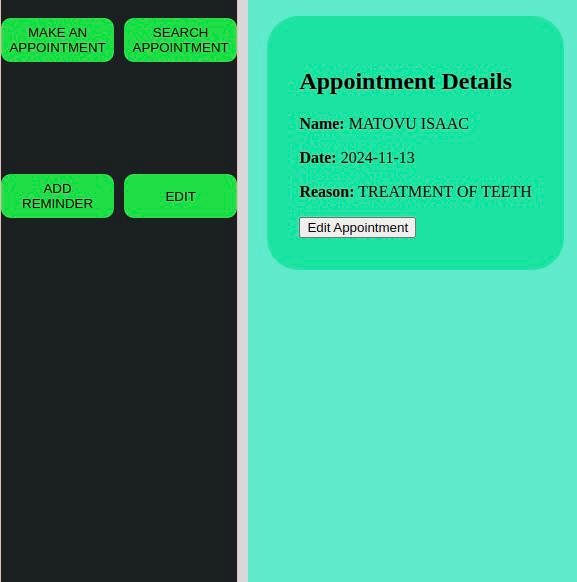 MAKE AN
APPOINTMENT
SEARCH
APPOINTMENT
ADD
REMINDER
EDIT
Appointment Details
Name: MATOVU ISAAC
Date: 2024-11-13
Reason: TREATMENT OF TEETH
Edit Appointment